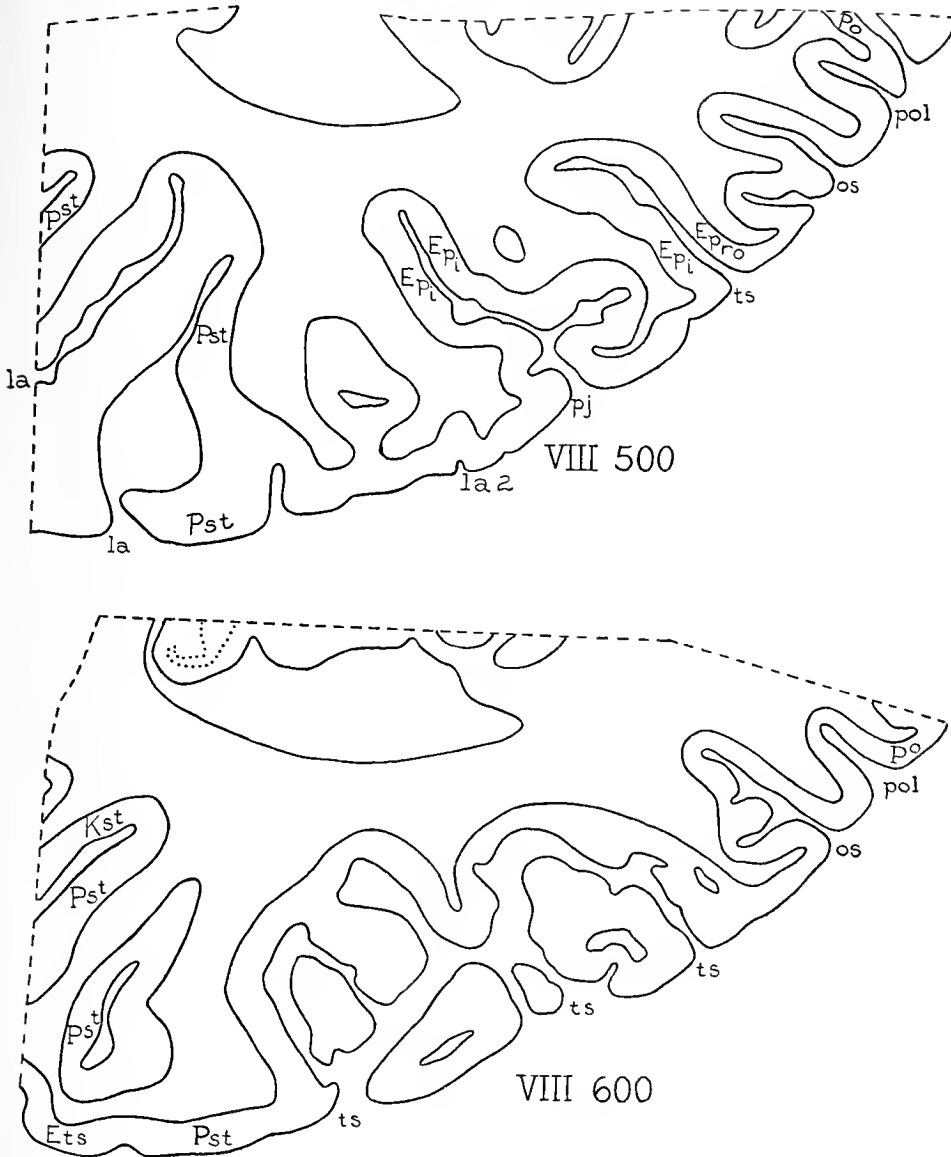 Po
pol
os
Pst
Epro
Epi
Epi
Epi
ts
Pst
la
pj
VIII 500
la 2
Pst
la
Po
pol
Kst
os
Pst
ts
ts
Pst
VIII 600
ts
Ets
Pst